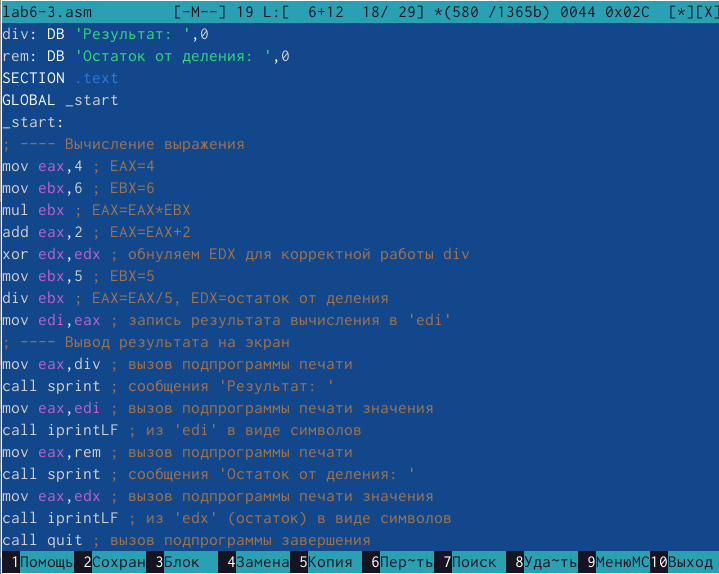 lab6-3.asm [-M--] 19 L:[ 6+12 18/ 29] *(580 /1365b) 0044 0x02C [*][X]
div: DB 'Результат: ',0
rem: DB 'Остаток от деления: ',0
SECTION .text
GLOBAL _start
_start:
; ---- Вычисление выражения
mov eax,4 ; EAX=4
mov ebx,6 ; EBX=6
mul ebx ; EAX=EAX*EBX
add eax,2 ; EAX=EAX+2
xor edx,edx ; обнуляем EDX для корректной работы div
mov ebx,5 ; EBX=5
div ebx ; EAX=EAX/5, EDX=остаток от деления
mov edi,eax ; запись результата вычисления в 'edi'
; ---- Вывод результата на экран
mov eax,div ; вызов подпрограммы печати
call sprint ; сообщения 'Результат: '
mov eax,edi ; вызов подпрограммы печати значения
call iprintLF ; из 'edi' в виде символов
mov eax,rem ; вызов подпрограммы печати
call sprint ; сообщения 'Остаток от деления: '
mov eax,edx ; вызов подпрограммы печати значения
call iprintLF ; из 'edx' (остаток) в виде символов
call quit ; вызов подпрограммы завершения
1Помощь 2Сохран 3Блок 4Замена 5Копия 6Пер~ть 7Поиск 8Уда~ть 9МенюMC 10Выход